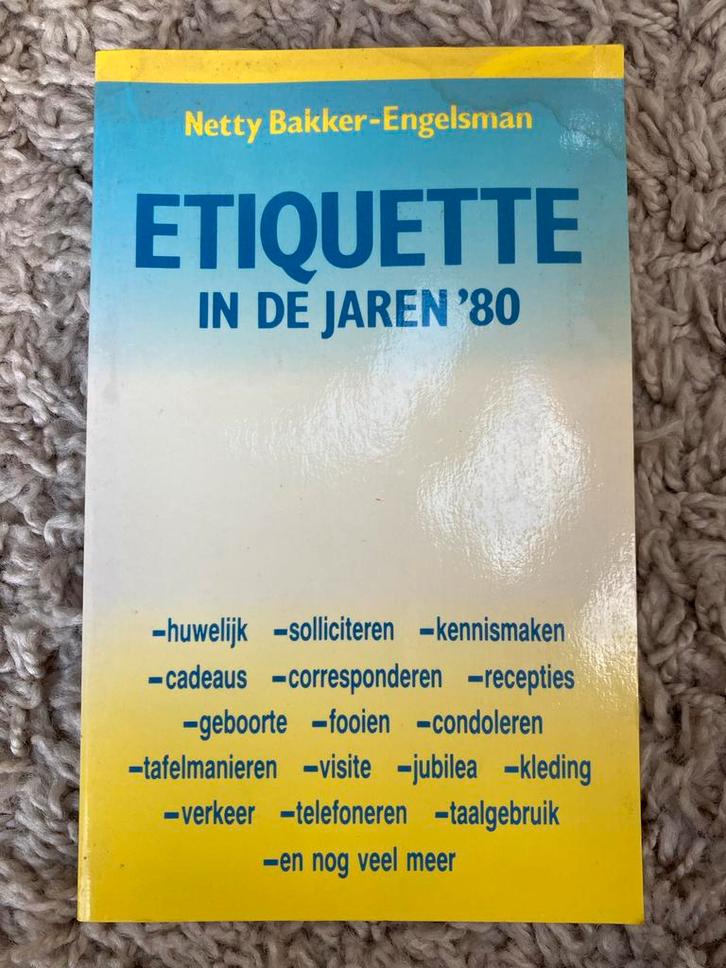 Netty Bakker-Engelsman
ETIQUETTE
IN DE JAREN '80
-huwelijk -solliciteren -kennismaken
-cadeaus -corresponderen -recepties
-geboorte -fooien -condoleren
-tafelmanieren -visite -jubilea -kleding
-verkeer -telefoneren -taalgebruik
-en nog veel meer